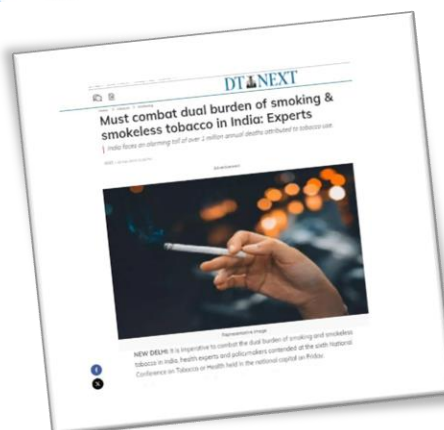 DT NEXT
Must combat dual burden of smoking &
smokeless tobacco in India: Experts
India faces an alarming toll of over 1 million annual deaths attributed to tobacco use
Advertisement
Representative Image
NEW DELHI: It is imperative to combat the dual burden of smoking and smokeless
tobacco in India, health experts and policymakers contended at the sixth National
Conference on Tobacco or Health held in the national capital on Friday.